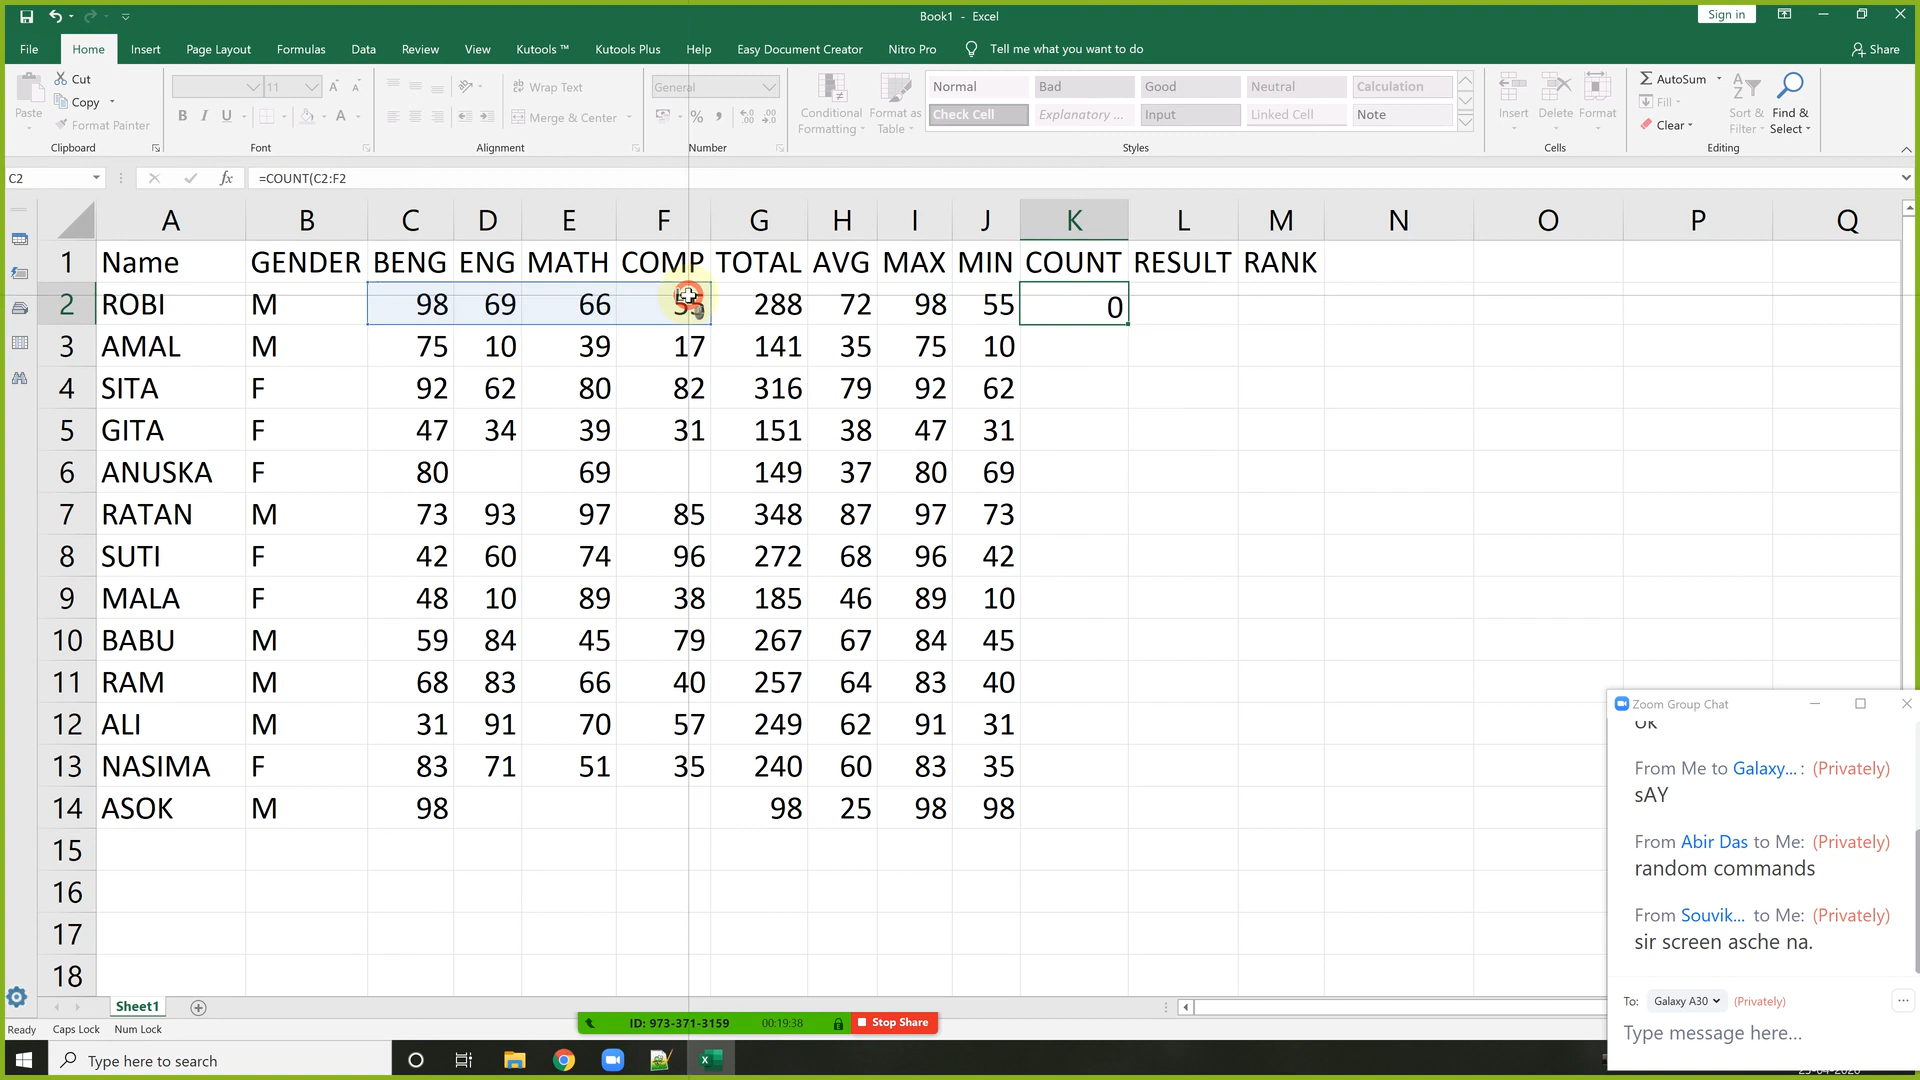 Book1 - Excel
Sign in
File Home Insert Page Layout Formulas Data Review View Kutools ™ Kutools Plus Help Easy Document Creator Nitro Pro Tell me what you want to do Share
Paste Cut Copy Format Painter
11
B I U A
Wrap Text
Merge & Center
General
%
Conditional Formatting
Format as Table
Normal Bad Good Neutral Calculation
Check Cell Explanatory ... Input Linked Cell Note
Insert Delete Format
AutoSum
Fill
Clear
Sort & Filter
Find & Select
Clipboard Font Alignment Number Styles Cells Editing
C2 fx =COUNT(C2:F2
A B C D E F G H I J K L M N O P Q
1 Name GENDER BENG ENG MATH COMP TOTAL AVG MAX MIN COUNT RESULT RANK
2 ROBI M 98 69 66 288 72 98 55 0
3 AMAL M 75 10 39 17 141 35 75 10
4 SITA F 92 62 80 82 316 79 92 62
5 GITA F 47 34 39 31 151 38 47 31
6 ANUSKA F 80 69 149 37 80 69
7 RATAN M 73 93 97 85 348 87 97 73
8 SUTI F 42 60 74 96 272 68 96 42
9 MALA F 48 10 89 38 185 46 89 10
10 BABU M 59 84 45 79 267 67 84 45
11 RAM M 68 83 66 40 257 64 83 40
12 ALI M 31 91 70 57 249 62 91 31
13 NASIMA F 83 71 51 35 240 60 83 35
14 ASOK M 98 98 25 98 98
15
16
17
18
Zoom Group Chat
From Me to Galaxy... : (Privately)
sAY
From Abir Das to Me: (Privately)
random commands
From Souvik... to Me: (Privately)
sir screen asche na.
To: Galaxy A30 (Privately)
Type message here...
Sheet1
Ready Caps Lock Num Lock
ID: 973-371-3159 00:19:38 Stop Share
Type here to search